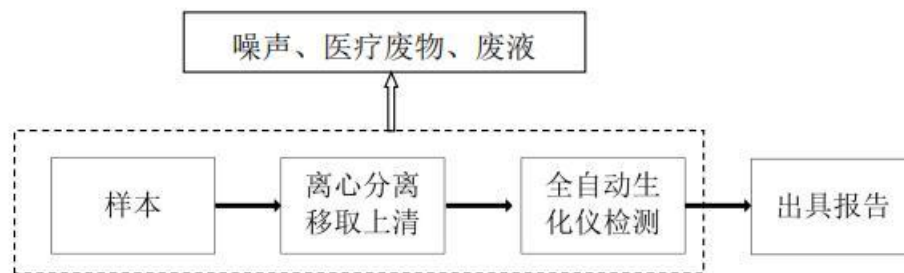 噪声、医疗废物、废液
样本
离心分离
移取上清
全自动生
化仪检测
出具报告